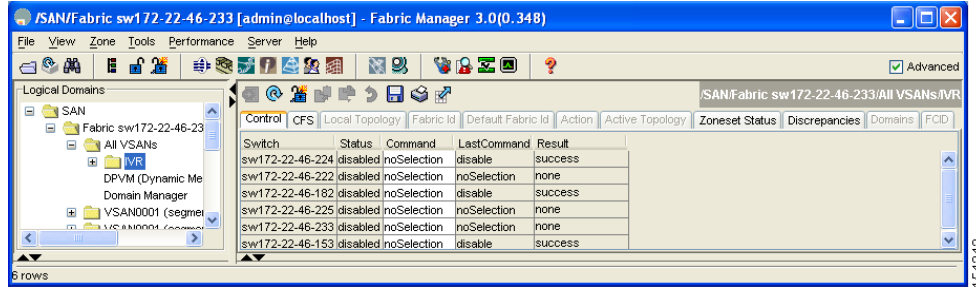 /SAN/Fabric sw172-22-46-233 [admin@localhost] - Fabric Manager 3.0(0.348)
File View Zone Tools Performance Server Help
Advanced
Logical Domains
SAN
Fabric sw172-22-46-23
All VSANs
IVR
DPVM (Dynamic Me
Domain Manager
VSAN0001 (segmer
/SAN/Fabric sw172-22-46-233/All VSANs/IVR
Control CFS Local Topology Fabric Id Default Fabric Id Action Active Topology Zoneset Status Discrepancies Domains FCID
Switch Status Command LastCommand Result
sw172-22-46-224 disabled noSelection disable success
sw172-22-46-222 disabled noSelection noSelection none
sw172-22-46-182 disabled noSelection disable success
sw172-22-46-225 disabled noSelection noSelection none
sw172-22-46-233 disabled noSelection noSelection none
sw172-22-46-153 disabled noSelection disable success
6 rows